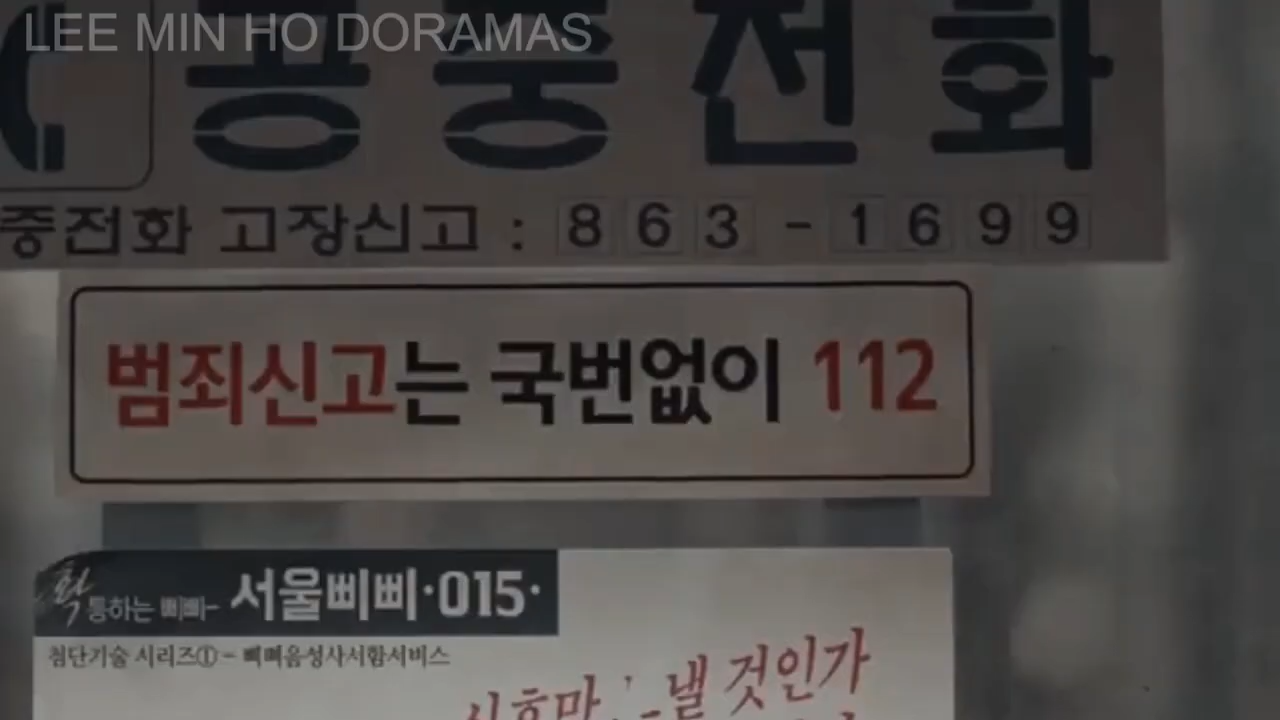 LEE MIN HO DORAMAS
공중전화
중전화 고장신고 : 863-1699
범죄신고는 국번없이 112
확 통하는 삐삐- 서울삐삐·015·
첨단기술 시리즈① - 삐삐음성사서함서비스
낼 것인가